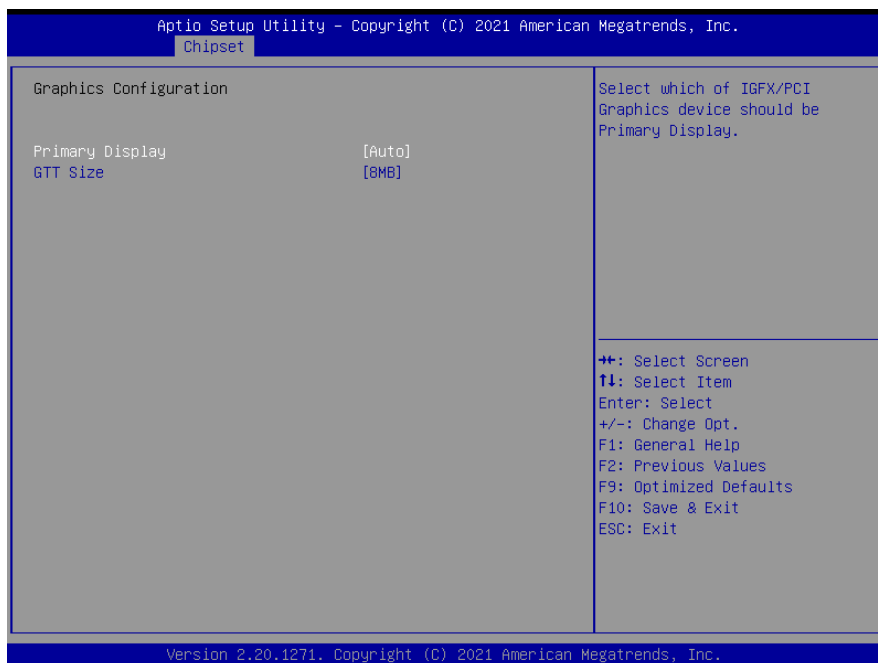 Aptio Setup Utility – Copyright (C) 2021 American Megatrends, Inc.
Chipset
Graphics Configuration
Primary Display [Auto]
GTT Size [8MB]
Select which of IGFX/PCI
Graphics device should be
Primary Display.
→←: Select Screen
↑↓: Select Item
Enter: Select
+/-: Change Opt.
F1: General Help
F2: Previous Values
F9: Optimized Defaults
F10: Save & Exit
ESC: Exit
Version 2.20.1271. Copyright (C) 2021 American Megatrends, Inc.